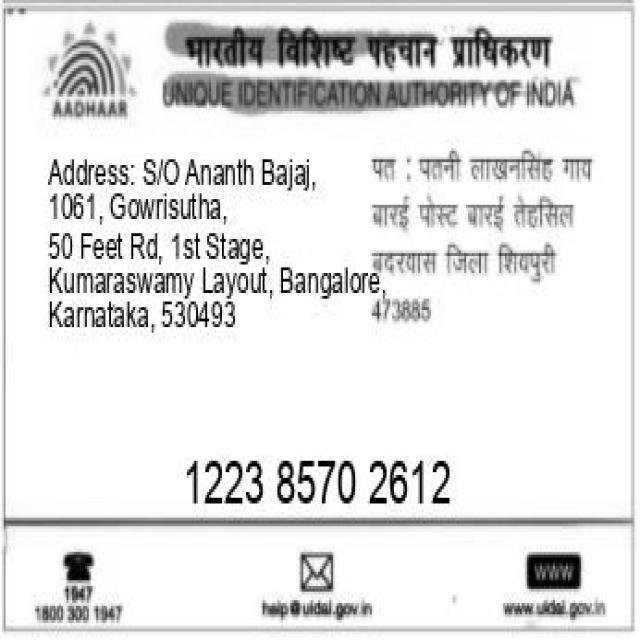 भारतीय विशिष्ट पहचान प्राधिकरण
AADHAAR
UNIQUE IDENTIFICATION AUTHORITY OF INDIA
Address: S/O Ananth Bajaj,
1061, Gowrisutha,
50 Feet Rd, 1st Stage,
Kumaraswamy Layout, Bangalore,
Karnataka, 530493
पत : पतनी लाखनसिंह गाय
बारई पोस्ट बारई तेहसिल
बदरवास जिला शिवपुरी
473885
1223 8570 2612
1947
1800 300 1947
help@uidai.gov.in
WWW
www.uidai.gov.in